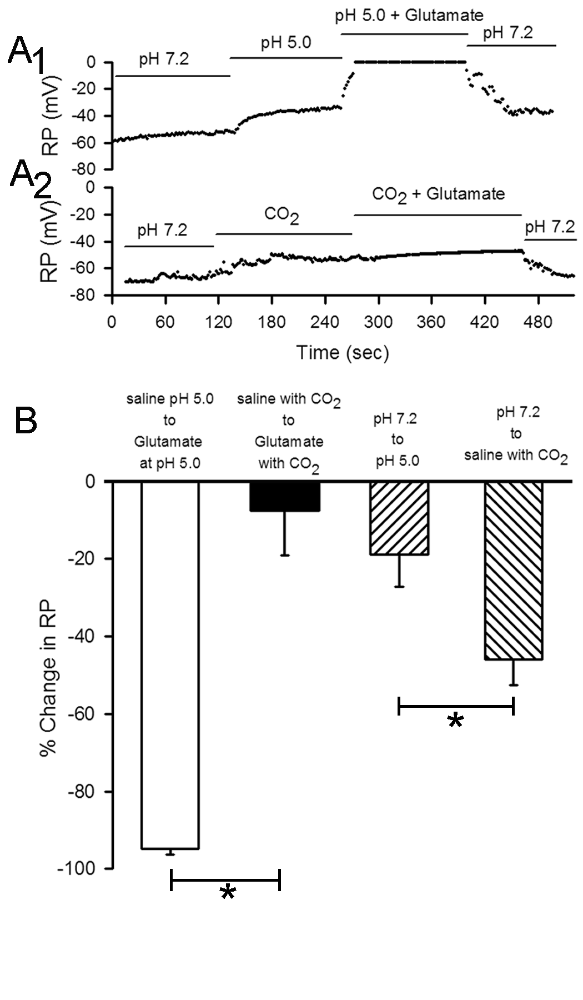 A1
pH 7.2
pH 5.0
pH 5.0 + Glutamate
pH 7.2
0
-20
-40
-60
-80
RP (mV)
A2
pH 7.2
CO2
CO2 + Glutamate
pH 7.2
0
-20
-40
-60
-80
RP (mV)
0 60 120 180 240 300 360 420 480
Time (sec)
B
saline pH 5.0
to
Glutamate
at pH 5.0
saline with CO2
to
Glutamate
with CO2
pH 7.2
to
pH 5.0
pH 7.2
to
saline with CO2
0
-20
-40
-60
-80
-100
% Change in RP
*
*